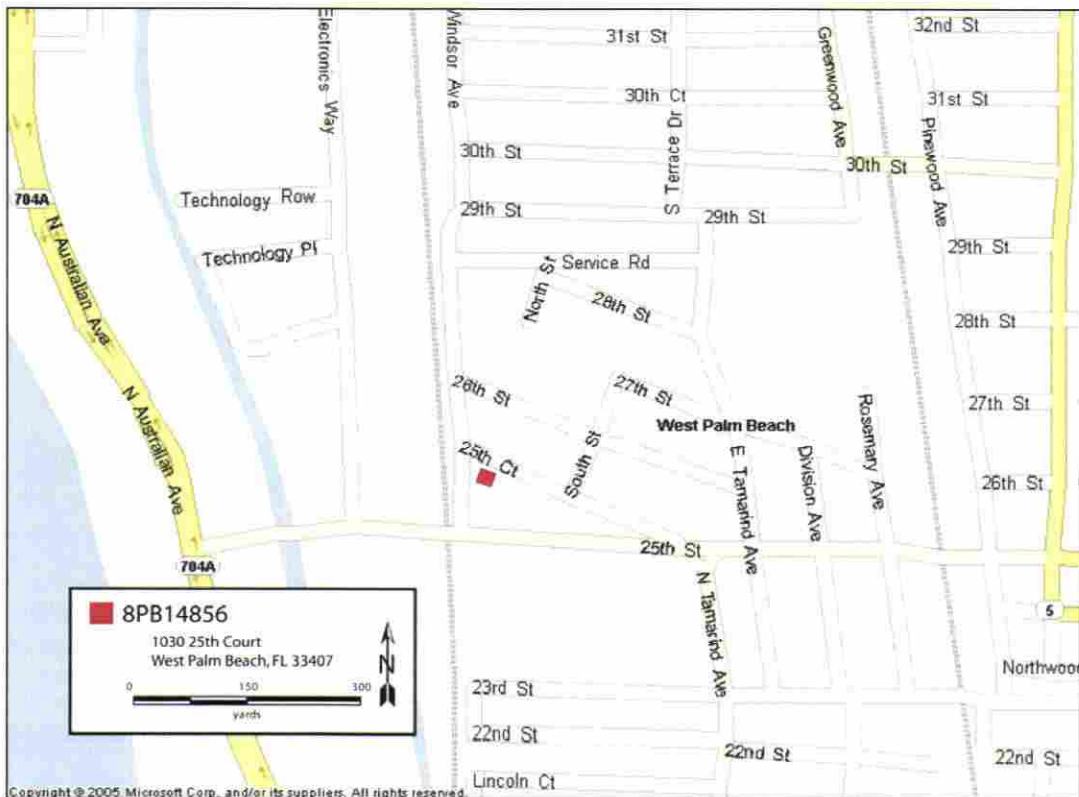 32nd St
31st St
30th Ct
31st St
30th St
30th St
29th St
29th St
29th St
Electronics Way
Windsor Ave
S Terrace Dr
Greenwood Ave
Pinewood Ave
704A
Technology Row
Technology Pl
N Australian Ave
Service Rd
North St
28th St
28th St
N Australian Ave
26th St
27th St
27th St
West Palm Beach
Rosemary Ave
25th Ct
South St
E Tamarind Ave
Division Ave
26th St
25th St
704A
N Tamarind Ave
5
8PB14856
1030 25th Court
West Palm Beach, FL 33407
N
0 150 300
yards
Northwood
23rd St
22nd St
22nd St
22nd St
Lincoln Ct
Copyright © 2005 Microsoft Corp. and/or its suppliers. All rights reserved.